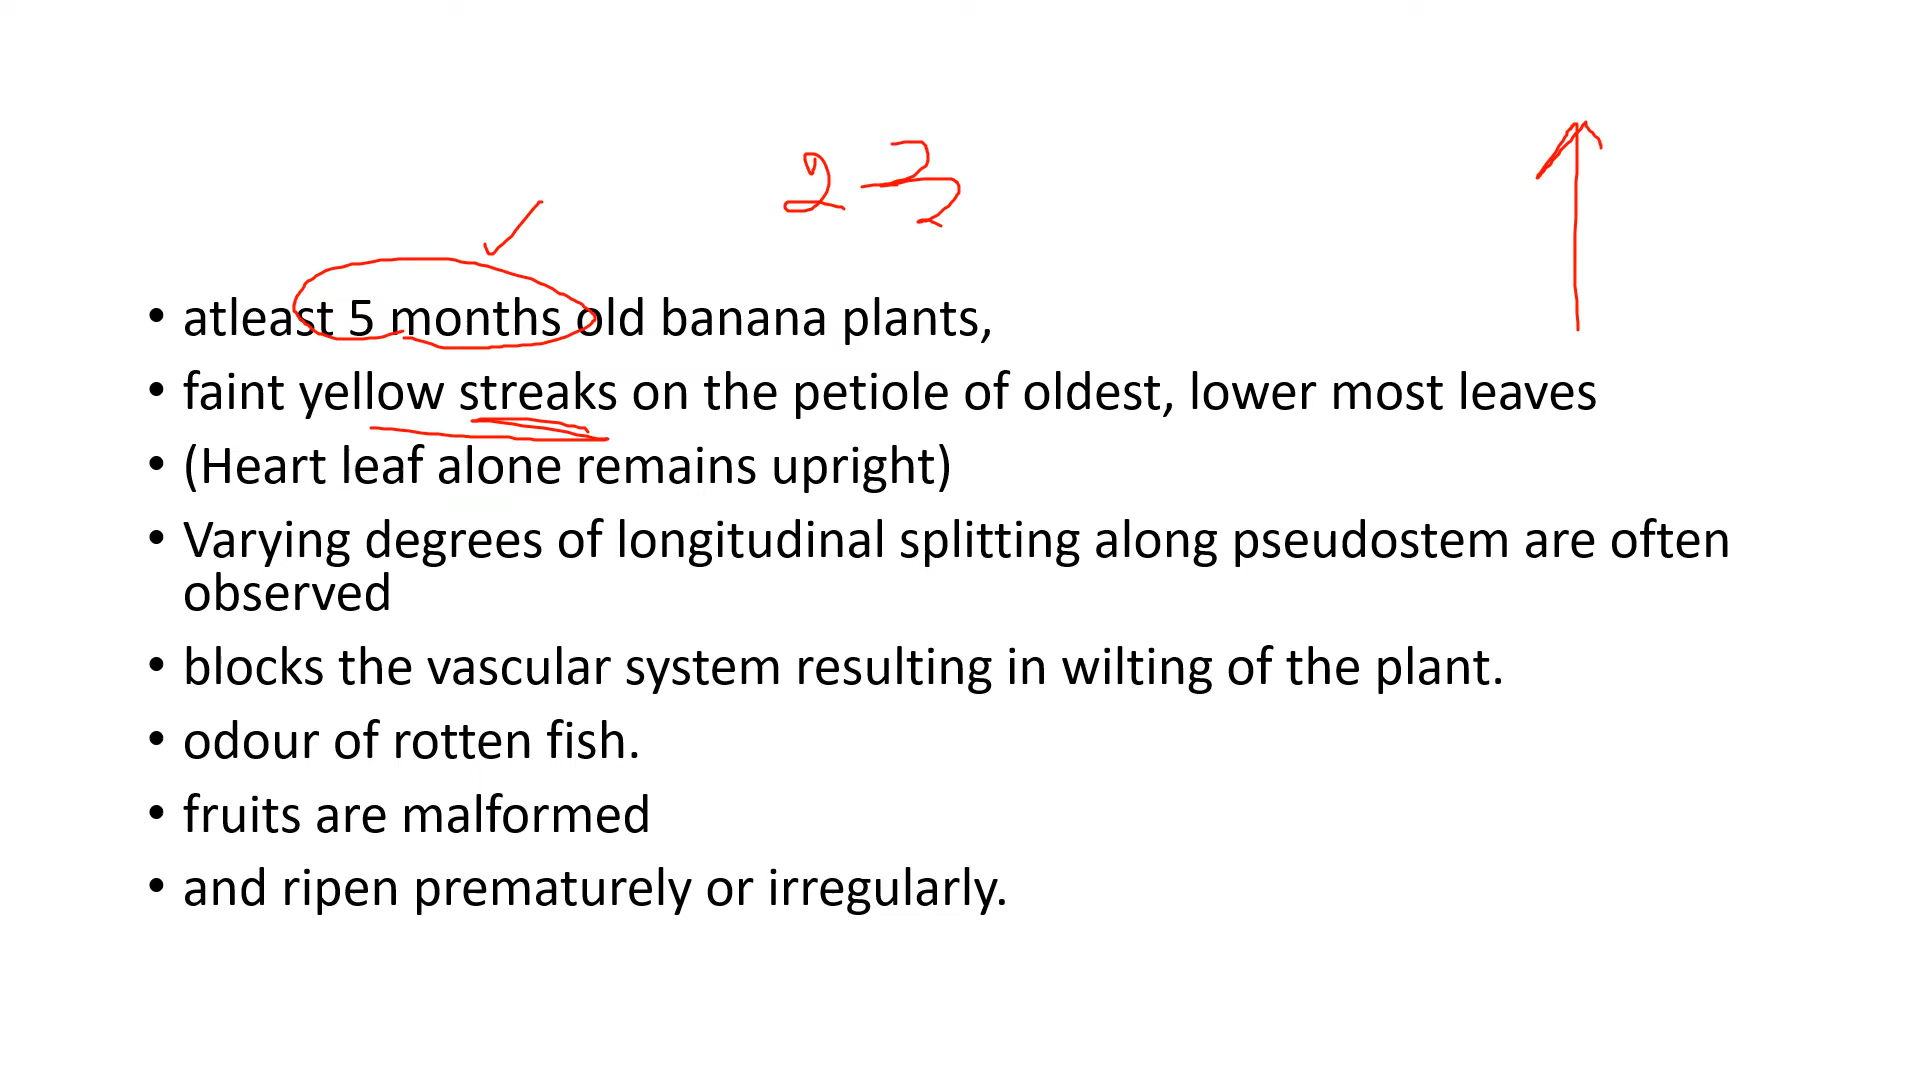 2-3
• atleast 5 months old banana plants,
• faint yellow streaks on the petiole of oldest, lower most leaves
• (Heart leaf alone remains upright)
• Varying degrees of longitudinal splitting along pseudostem are often
observed
• blocks the vascular system resulting in wilting of the plant.
• odour of rotten fish.
• fruits are malformed
• and ripen prematurely or irregularly.